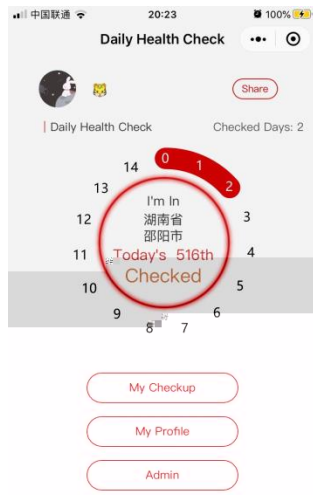 中国联通 20:23 100%
Daily Health Check
Share
Daily Health Check Checked Days: 2
0
1
2
3
4
5
6
7
8
9
10
11
12
13
14
I'm In
湖南省
邵阳市
Today's 516th
Checked
My Checkup
My Profile
Admin